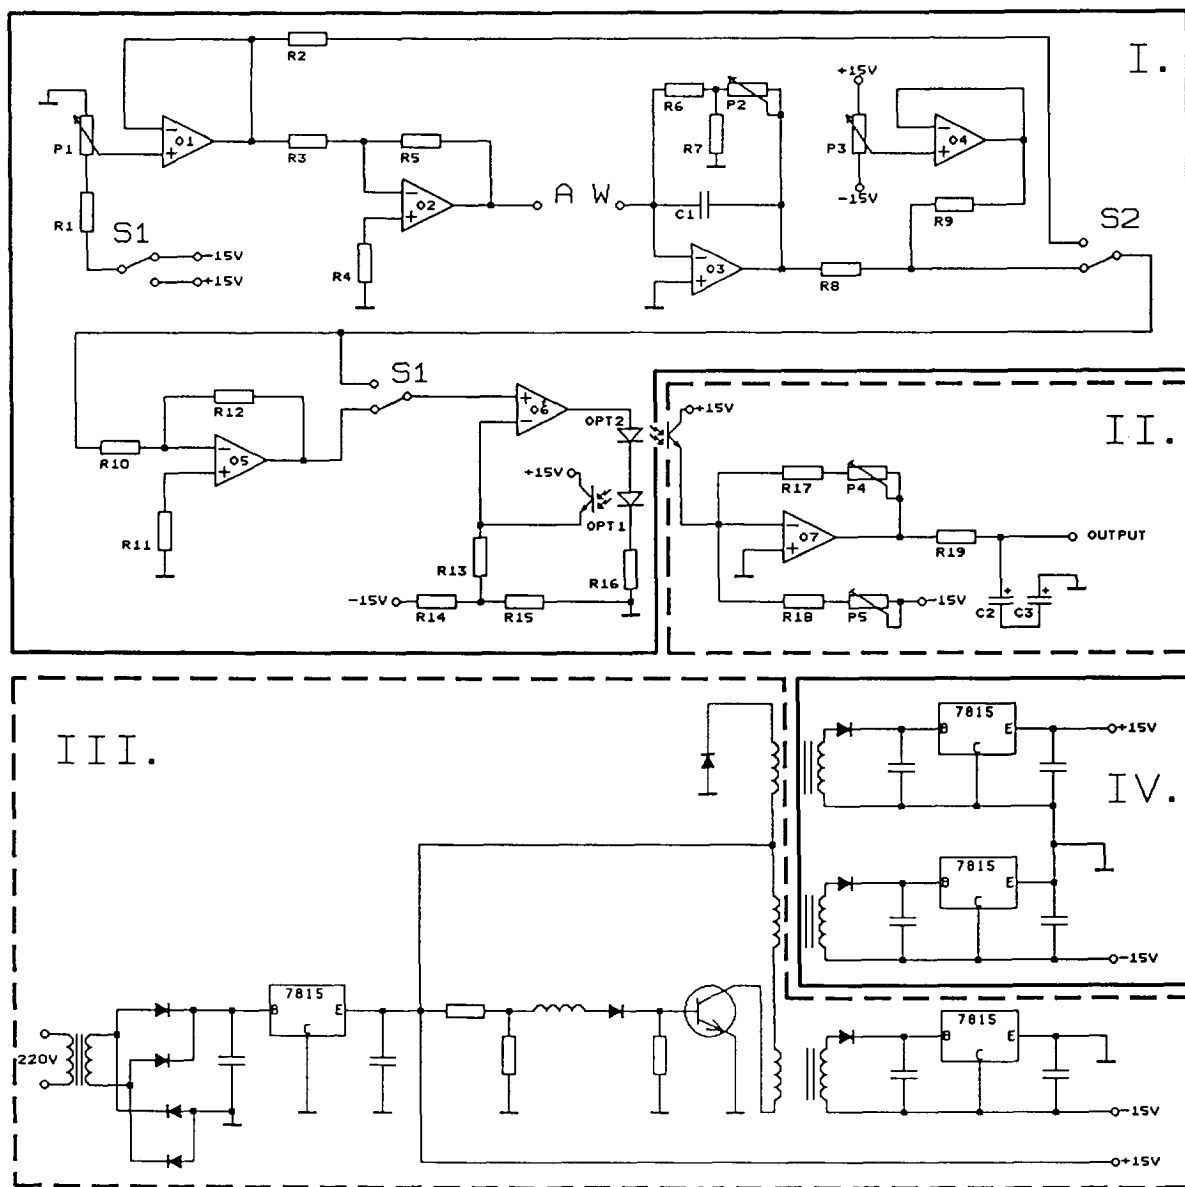 I.
R2
+15V
P1
O1
R3
R5
R6
P2
R7
P3
O4
-15V
R1
S1
-15V
+15V
O2
R4
A W
C1
O3
R8
R9
S2
S1
R12
R10
O5
R11
O6
OPT2
+15V
OPT1
R13
R16
-15V
R14
R15
+15V
II.
R17
P4
O7
R19
OUTPUT
R18
P5
-15V
C2
+
C3
+
III.
7815
B
E
C
+15V
IV.
7815
B
E
C
-15V
220V
7815
B
E
C
7815
B
E
C
-15V
+15V